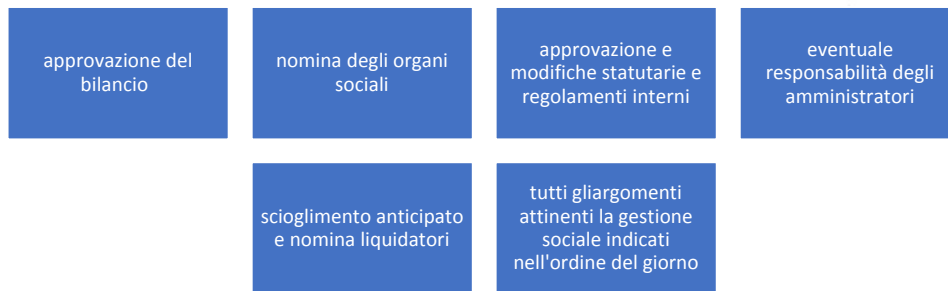 approvazione del
bilancio
nomina degli organi
sociali
approvazione e
modifiche statutarie e
regolamenti interni
eventuale
responsabilità degli
amministratori
scioglimento anticipato
e nomina liquidatori
tutti gliargomenti
attinenti la gestione
sociale indicati
nell'ordine del giorno